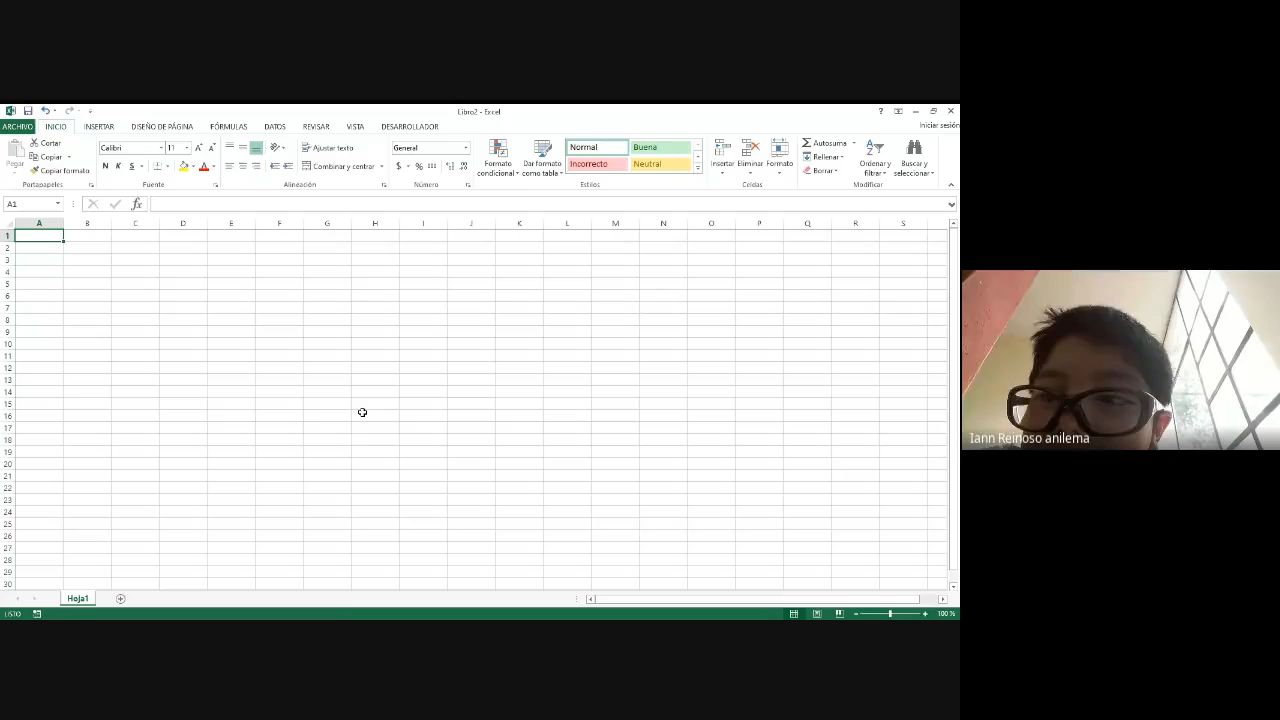 Libro2 - Excel
?
ARCHIVO INICIO INSERTAR DISEÑO DE PÁGINA DATOS REVISAR VISTA DESARROLLADOR Iniciar sesión
Pegar
Cortar
Copiar
Copiar formato
Portapapeles
Calibri
N K S
Fuente
Ajustar texto
Combinar y centrar
Alineación
General
$ % 000
Número
Formato condicional
Dar formato como tabla
Normal Buena
Incorrecto Neutral
Estilos
Insertar Eliminar Formato
Celdas
Autosuma
Rellenar
Borrar
Ordenar y filtrar
Buscar y seleccionar
Modificar
A1 fx
A B C D E F G H I J K L M N O P Q R S
1
2
3
4
5
6
7
8
9
10
11
12
13
14
15
16
17
18
19
20
21
22
23
24
25
26
27
28
29
30
Hoja1
LISTO 100 %
Iann Reinoso anilema